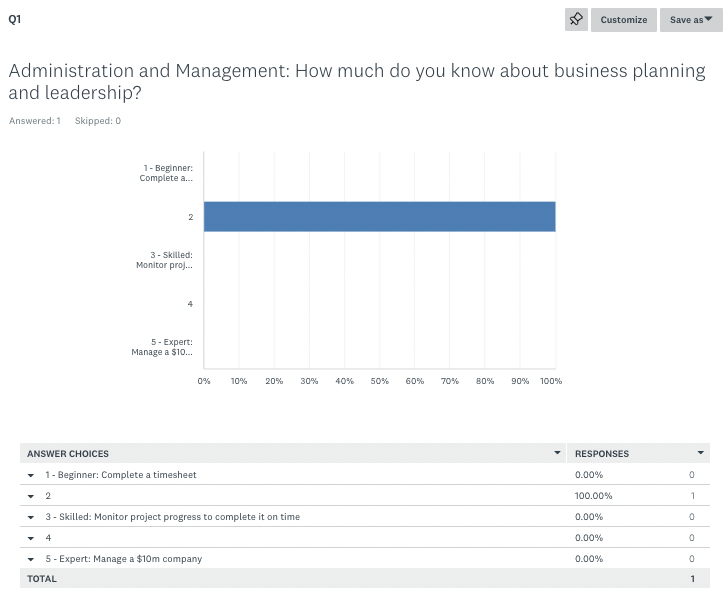 Q1
Customize
Save as
Administration and Management: How much do you know about business planning
and leadership?
Answered: 1 Skipped: 0
1 - Beginner:
Complete a...
2
3 - Skilled:
Monitor proj...
4
5 - Expert:
Manage a $10...
0% 10% 20% 30% 40% 50% 60% 70% 80% 90% 100%
ANSWER CHOICES RESPONSES
1 - Beginner: Complete a timesheet 0.00% 0
2 100.00% 1
3 - Skilled: Monitor project progress to complete it on time 0.00% 0
4 0.00% 0
5 - Expert: Manage a $10m company 0.00% 0
TOTAL 1